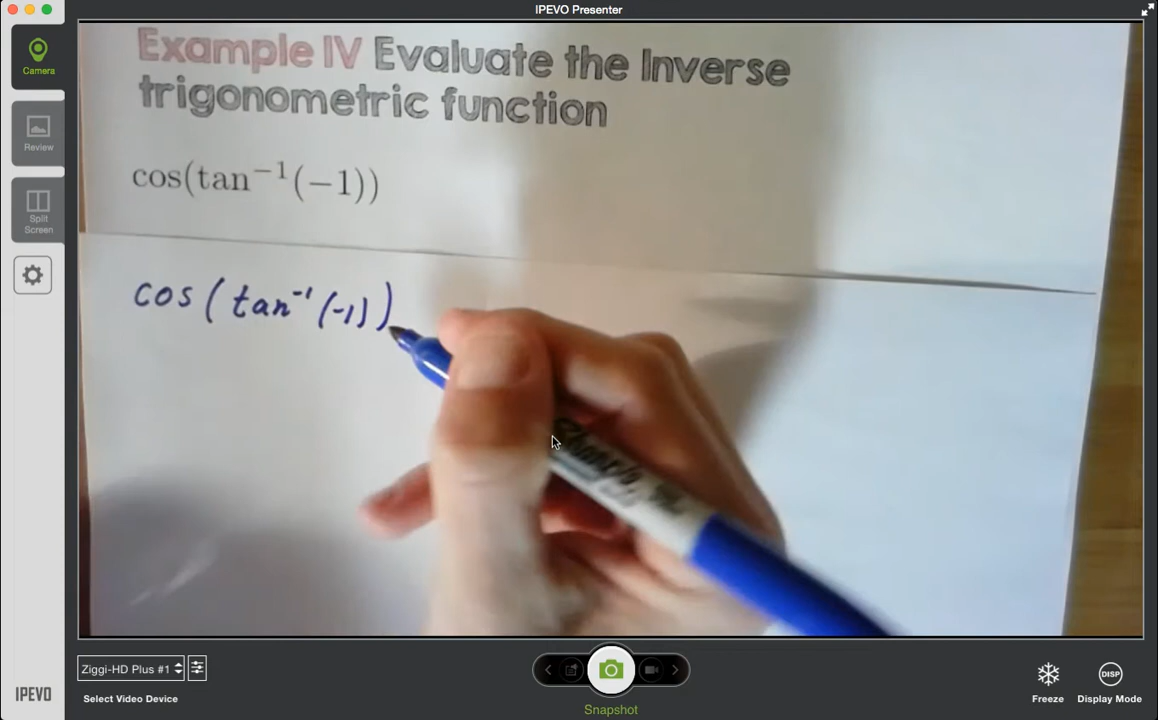 IPEVO Presenter
Camera
Review
Split
Screen
Example IV Evaluate the Inverse
trigonometric function
cos(tan⁻¹(−1))
cos (tan⁻¹(-1))
Sharpie
Ziggi-HD Plus #1
Select Video Device
Snapshot
Freeze
DISP
Display Mode
IPEVO